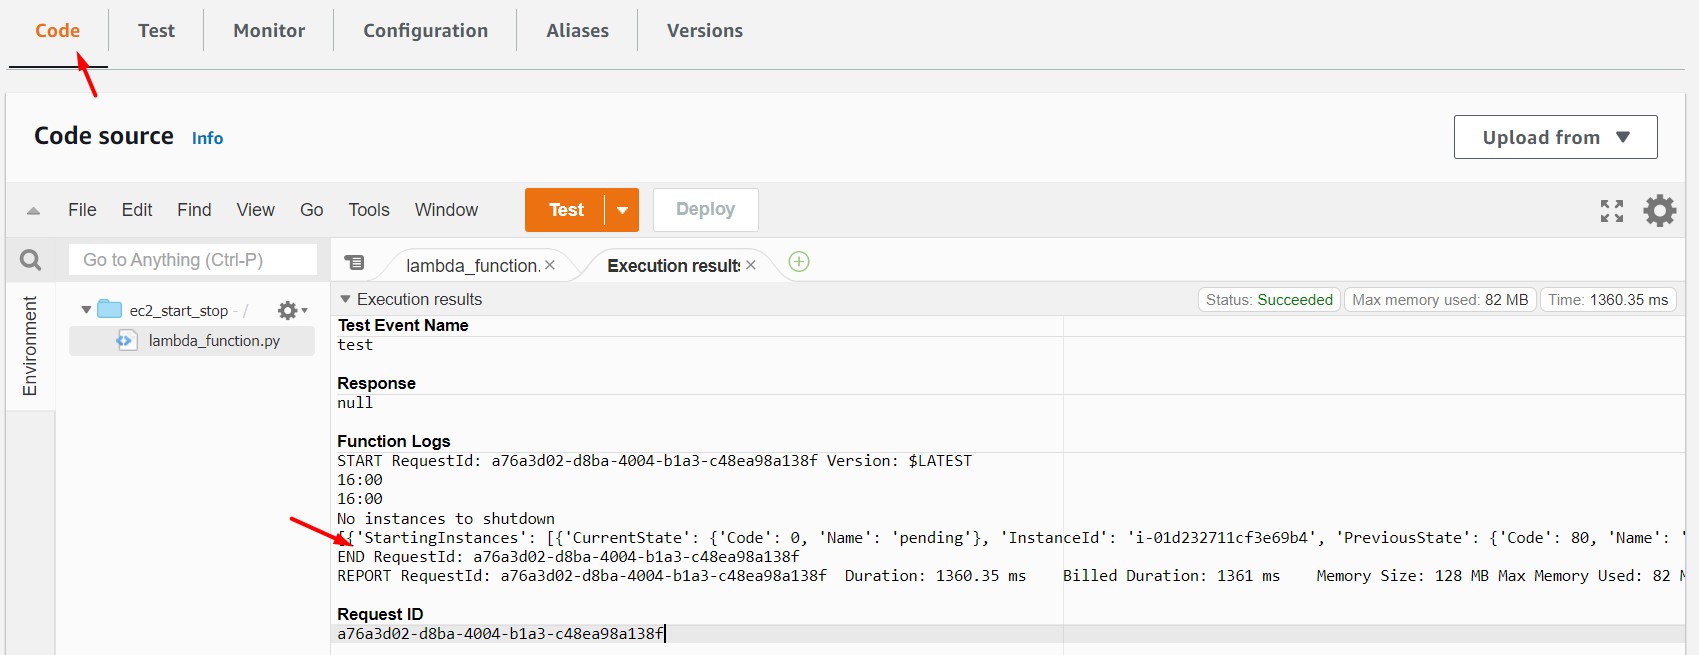 Code Test Monitor Configuration Aliases Versions
Code source Info
Upload from
File Edit Find View Go Tools Window Test Deploy
Go to Anything (Ctrl-P)
lambda_function. Execution results
Environment
ec2_start_stop - /
lambda_function.py
Execution results
Status: Succeeded Max memory used: 82 MB Time: 1360.35 ms
Test Event Name
test
Response
null
Function Logs
START RequestId: a76a3d02-d8ba-4004-b1a3-c48ea98a138f Version: $LATEST
16:00
16:00
No instances to shutdown
[{'StartingInstances': [{'CurrentState': {'Code': 0, 'Name': 'pending'}, 'InstanceId': 'i-01d232711cf3e69b4', 'PreviousState': {'Code': 80, 'Name': '
END RequestId: a76a3d02-d8ba-4004-b1a3-c48ea98a138f
REPORT RequestId: a76a3d02-d8ba-4004-b1a3-c48ea98a138f Duration: 1360.35 ms Billed Duration: 1361 ms Memory Size: 128 MB Max Memory Used: 82 M
Request ID
a76a3d02-d8ba-4004-b1a3-c48ea98a138f